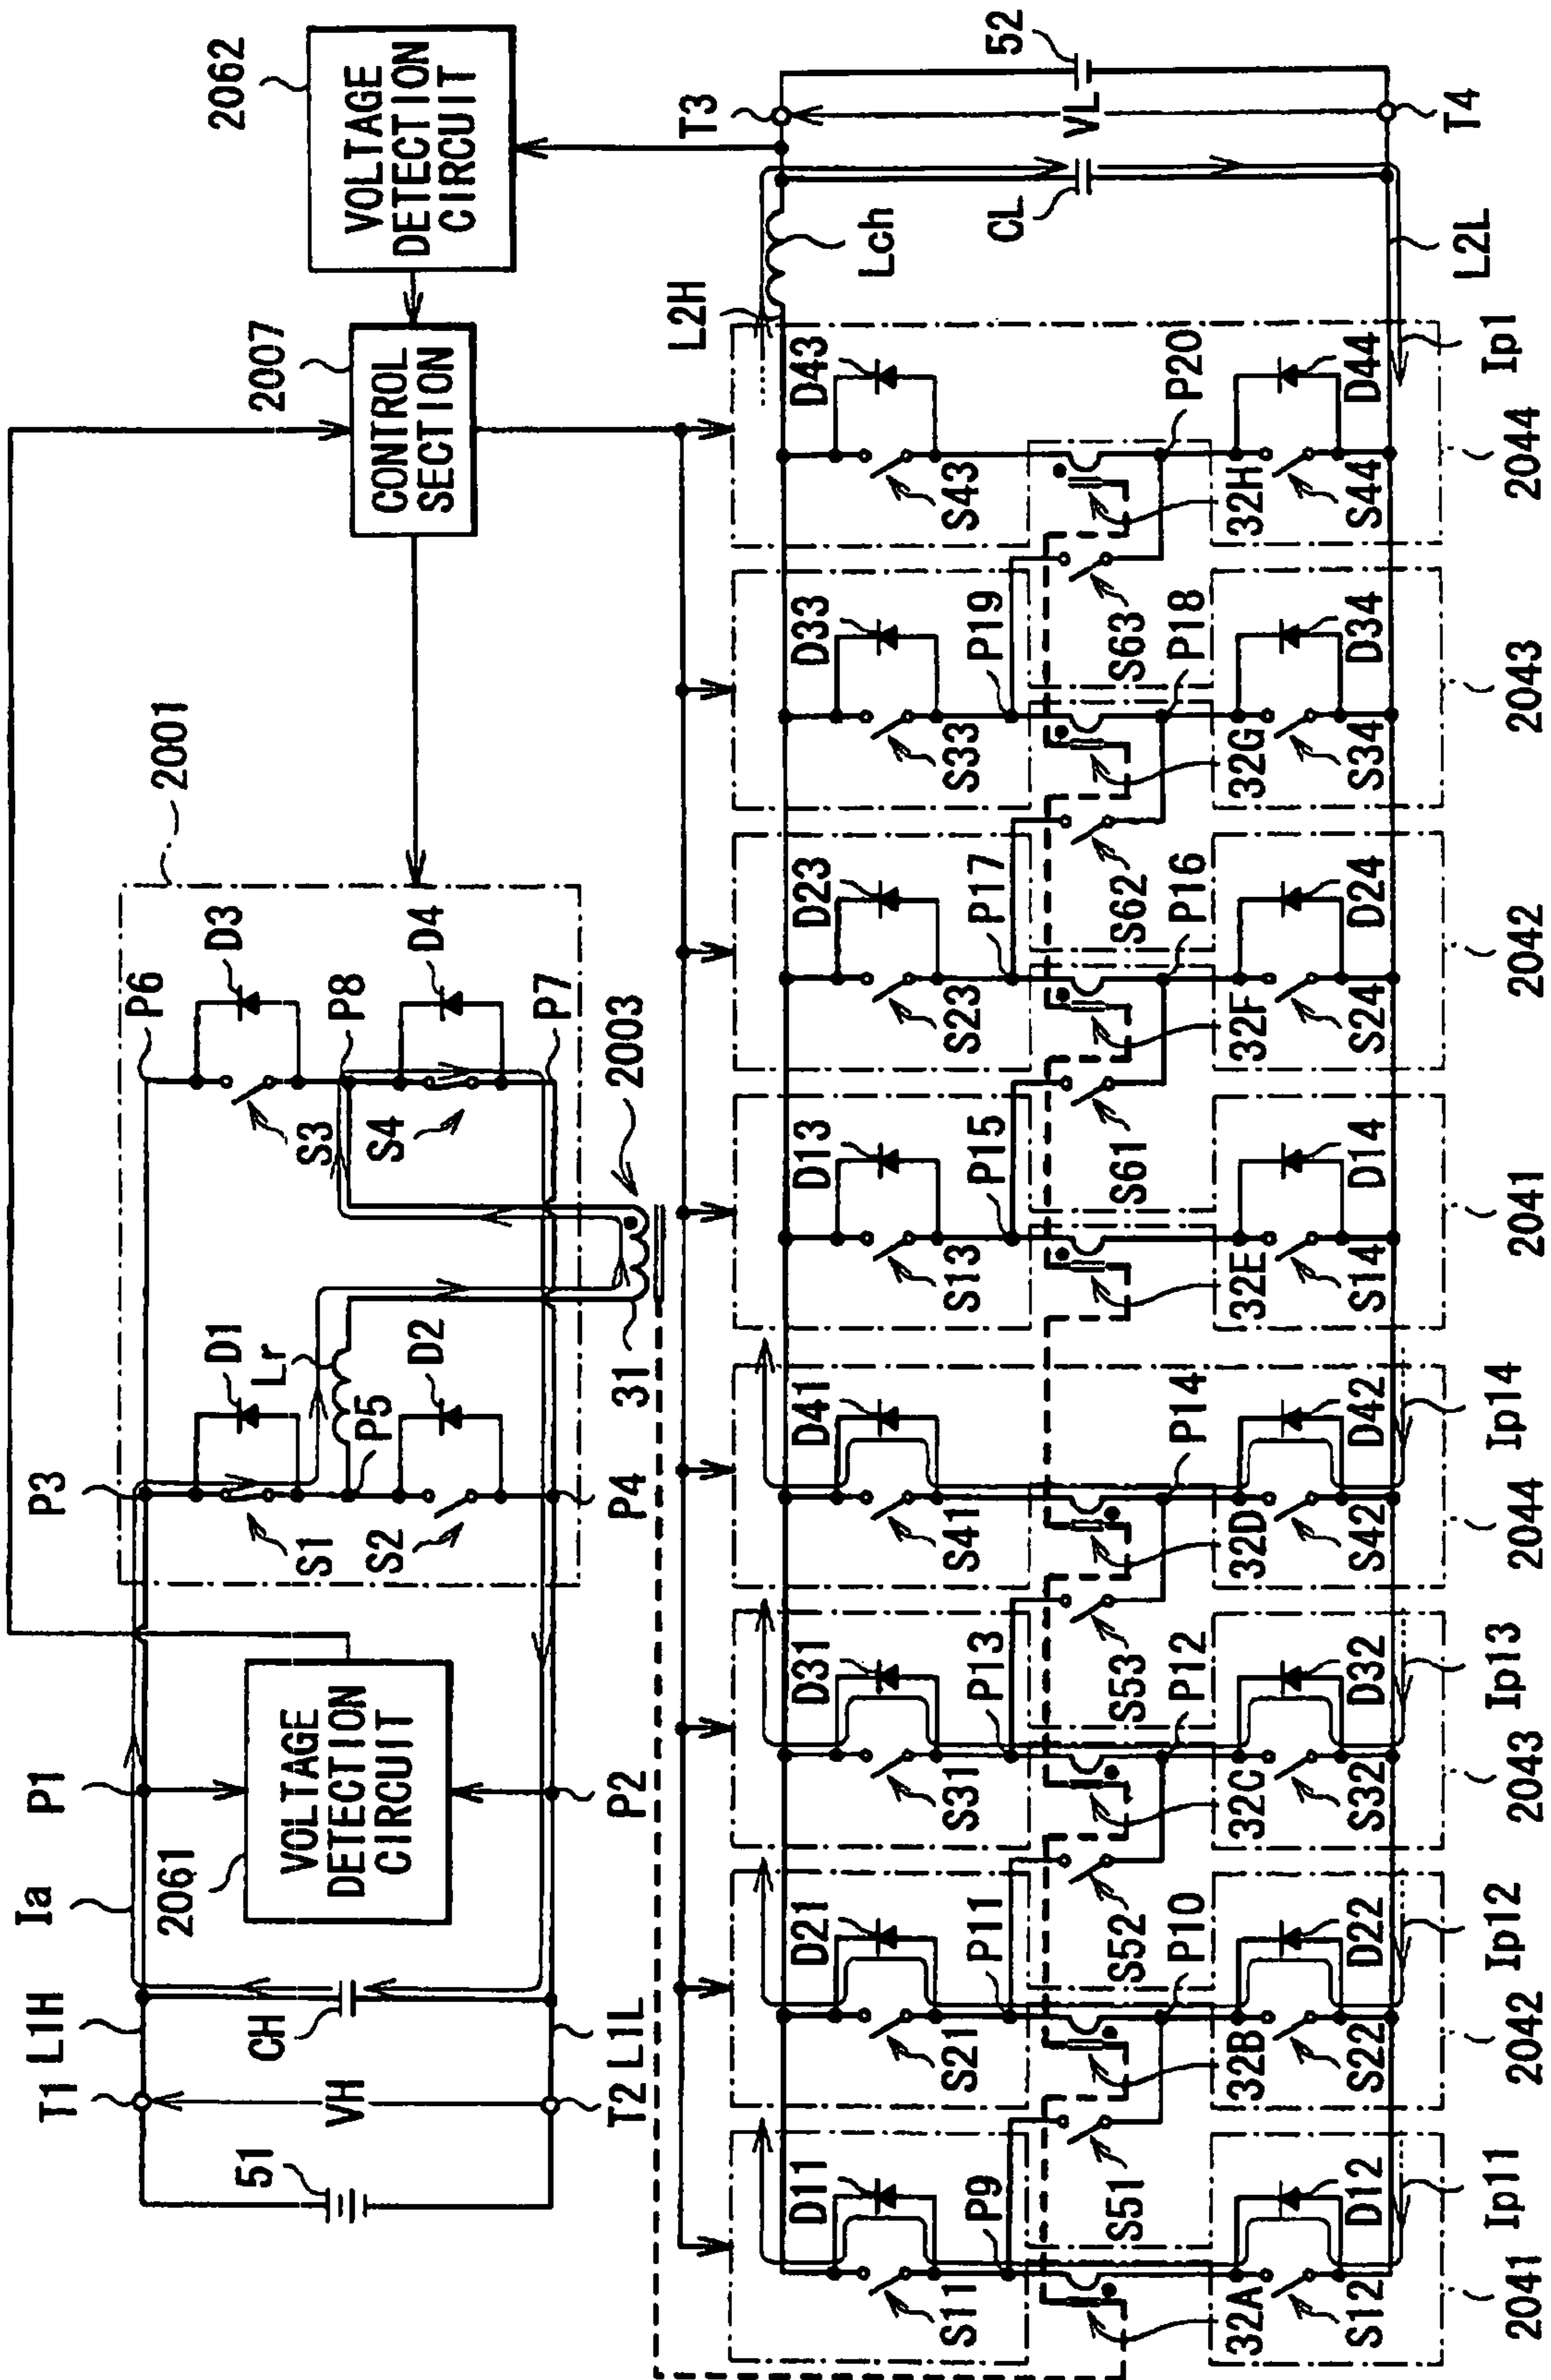 T1
L1H
Ia
P1
P3
2001
P6
D3
P8
D4
P7
51
VH
CH
2061
VOLTAGE
DETECTION
CIRCUIT
S1
D1
Lr
P5
D2
S2
S3
S4
T2
L1L
P2
P4
31
2003
2007
CONTROL
SECTION
2062
VOLTAGE
DETECTION
CIRCUIT
L2H
Lch
T3
52
CL
VL
T4
L2L
D11
S11
P9
D21
S21
P11
D31
S31
P13
D41
S41
D13
S13
P15
D23
S23
P17
D33
S33
P19
D43
S43
32A
S51
P10
32B
S52
P12
32C
S53
P14
32D
32E
S61
P16
32F
S62
P18
32G
S63
P20
32H
S12
D12
S22
D22
S32
D32
S42
D42
S14
D14
S24
D24
S34
D34
S44
D44
2041
Ip11
2042
Ip12
2043
Ip13
2044
Ip14
2041
2042
2043
2044
Ip1